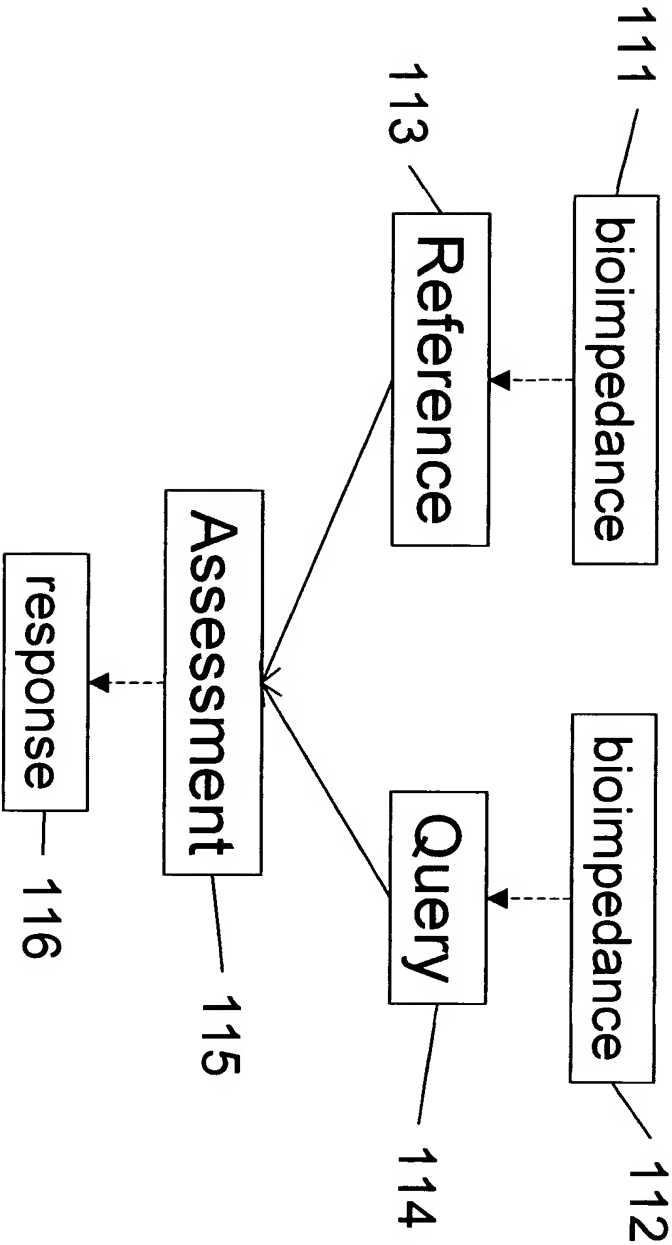 111
bioimpedance
bioimpedance
112
113
Reference
Query
114
Assessment
115
response
116